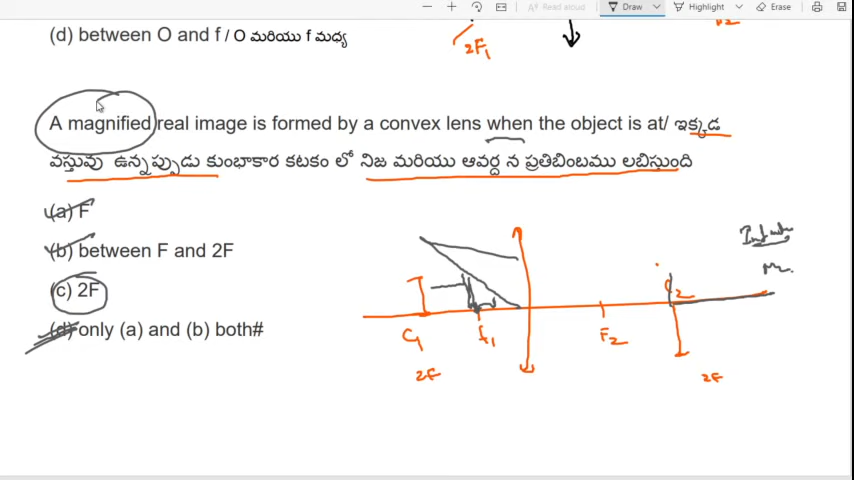 Read aloud Draw Highlight Erase
(d) between O and f / O మరియు f మధ్య
2F1
A magnified real image is formed by a convex lens when the object is at/ ఇక్కడ
వస్తువు ఉన్నప్పుడు కుంభాకార కటకం లో నిజ మరియు ఆవర్ధ న ప్రతిబింబము లబిస్తుంది
(a) F
(b) between F and 2F
(c) 2F
(d) only (a) and (b) both#
C1 f1 F2 C2
2F 2F